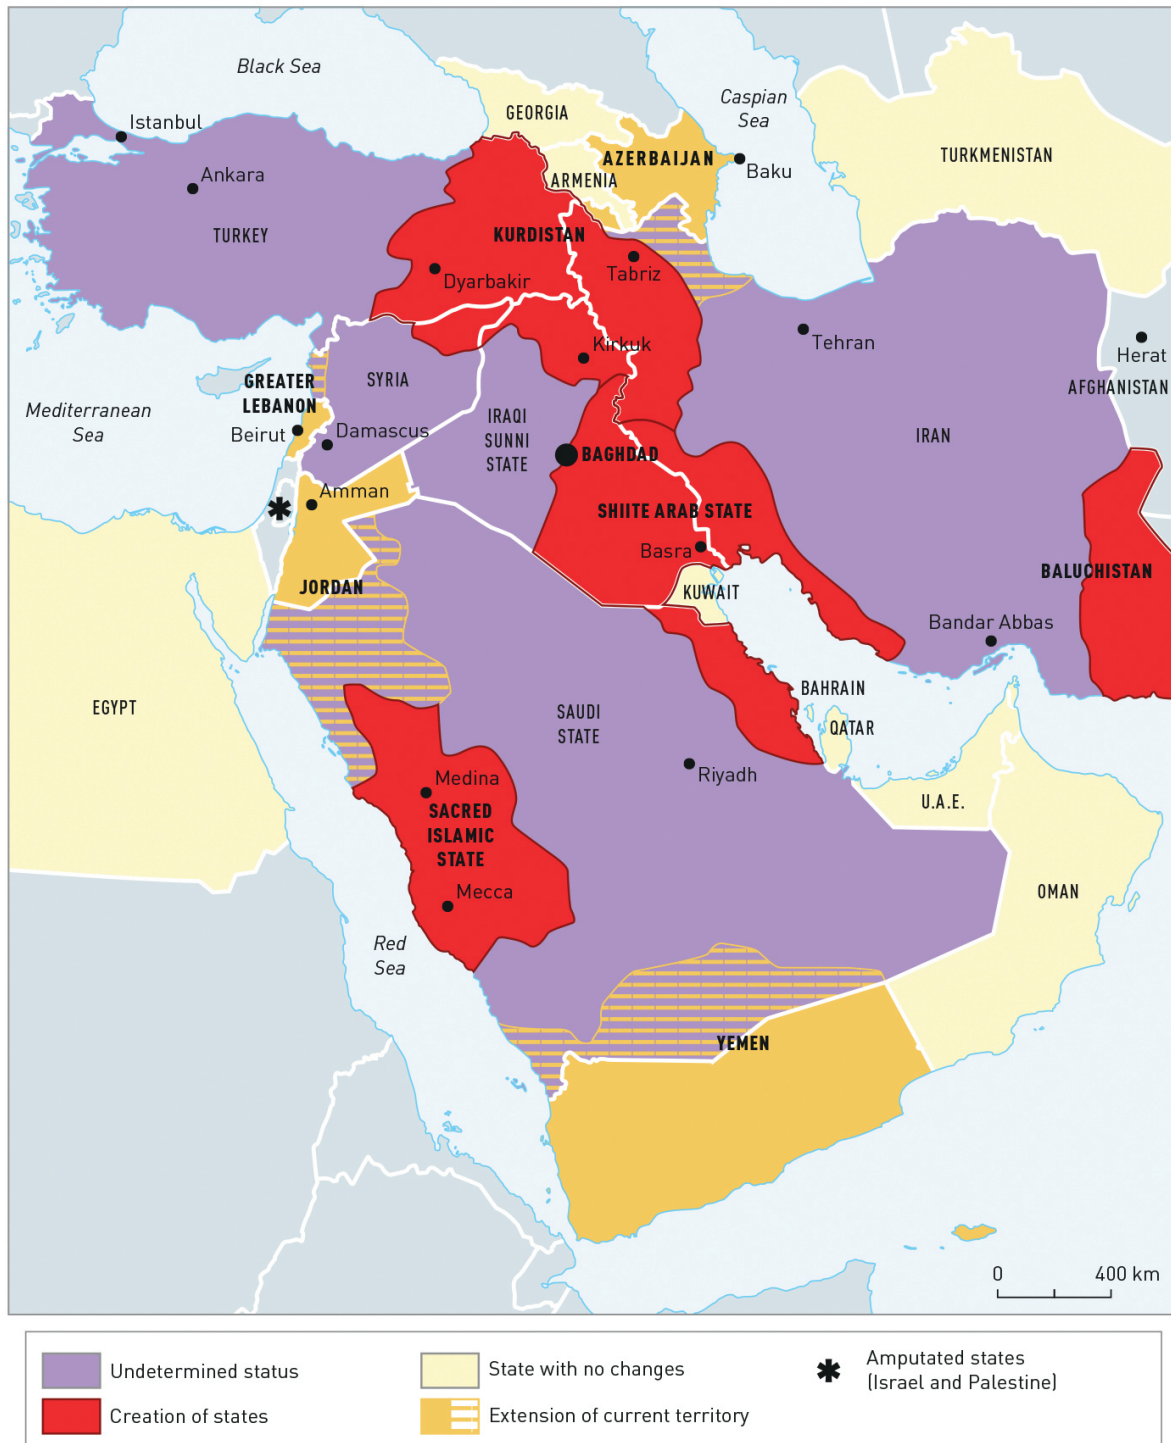 Black Sea
Caspian
Sea
GEORGIA
Istanbul
TURKMENISTAN
AZERBAIJAN
Baku
Ankara
ARMENIA
TURKEY
KURDISTAN
Tabriz
Dyarbakir
Tehran
Kirkuk
Herat
GREATER
LEBANON
SYRIA
AFGHANISTAN
Mediterranean
Sea
Beirut
Damascus
IRAQI
SUNNI
STATE
IRAN
BAGHDAD
Amman
SHIITE ARAB STATE
Basra
JORDAN
KUWAIT
BALUCHISTAN
Bandar Abbas
BAHRAIN
EGYPT
SAUDI
STATE
QATAR
Riyadh
Medina
SACRED
ISLAMIC
STATE
U.A.E.
Mecca
OMAN
Red
Sea
YEMEN
0 400 km
Undetermined status
State with no changes
Amputated states
(Israel and Palestine)
Creation of states
Extension of current territory